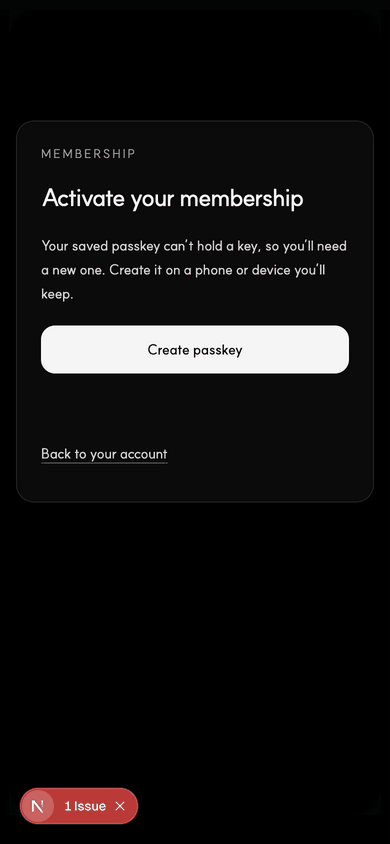 MEMBERSHIP
Activate your membership
Your saved passkey can't hold a key, so you'll need
a new one. Create it on a phone or device you'll
keep.
Create passkey
Back to your account
N 1 Issue